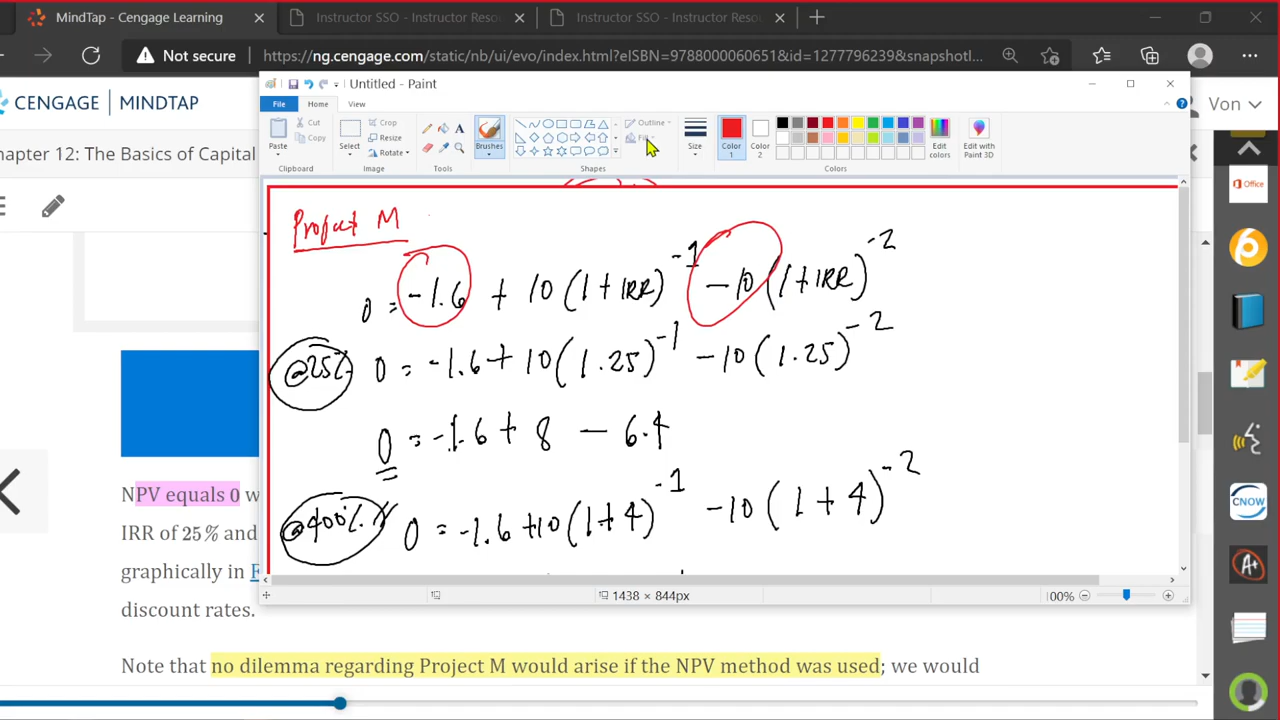 MindTap - Cengage Learning
Instructor SSO - Instructor Reso
Instructor SSO - Instructor Resou
Not secure
https://ng.cengage.com/static/nb/ui/evo/index.html?eISBN=9788000060651&id=1277796239&snapshotI...
CENGAGE MINDTAP
Von
hapter 12: The Basics of Capital
Untitled - Paint
File Home View
Cut
Copy
Paste
Clipboard
Select
Crop
Resize
Rotate
Image
Tools
Brushes
Shapes
Outline
Fill
Size
Color 1
Color 2
Edit colors
Edit with Paint 3D
Colors
Project M
0 = -1.6 + 10(1+IRR)^-1 -10(1+IRR)^-2
@25% 0 = -1.6+10(1.25)^-1 -10(1.25)^-2
0 = -1.6 + 8 - 6.4
@400% 0 = -1.6+10(1+4)^-1 -10(1+4)^-2
1438 × 844px
00%
NPV equals 0 w
IRR of 25% and
graphically in F
discount rates.
Note that no dilemma regarding Project M would arise if the NPV method was used; we would
Office
CNOW
A+